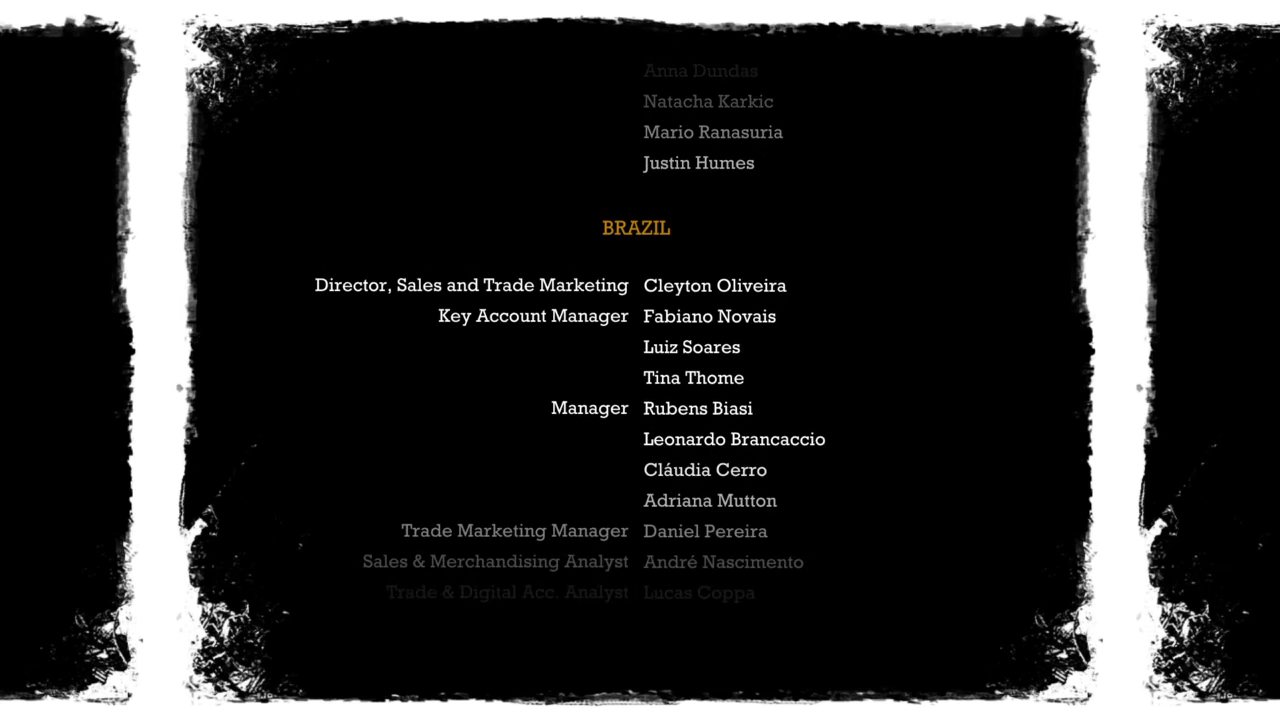 Anna Dundas
Natacha Karkic
Mario Ranasuria
Justin Humes
BRAZIL
Director, Sales and Trade Marketing Cleyton Oliveira
Key Account Manager Fabiano Novais
Luiz Soares
Tina Thome
Manager Rubens Biasi
Leonardo Brancaccio
Cláudia Cerro
Adriana Mutton
Trade Marketing Manager Daniel Pereira
Sales & Merchandising Analyst André Nascimento
Trade & Digital Acc. Analyst Lucas Coppa